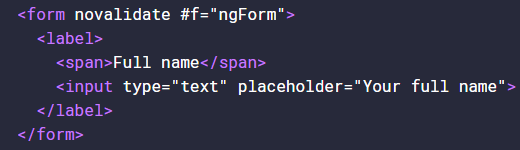 <form novalidate #f="ngForm">
<label>
<span>Full name</span>
<input type="text" placeholder="Your full name">
</label>
</form>